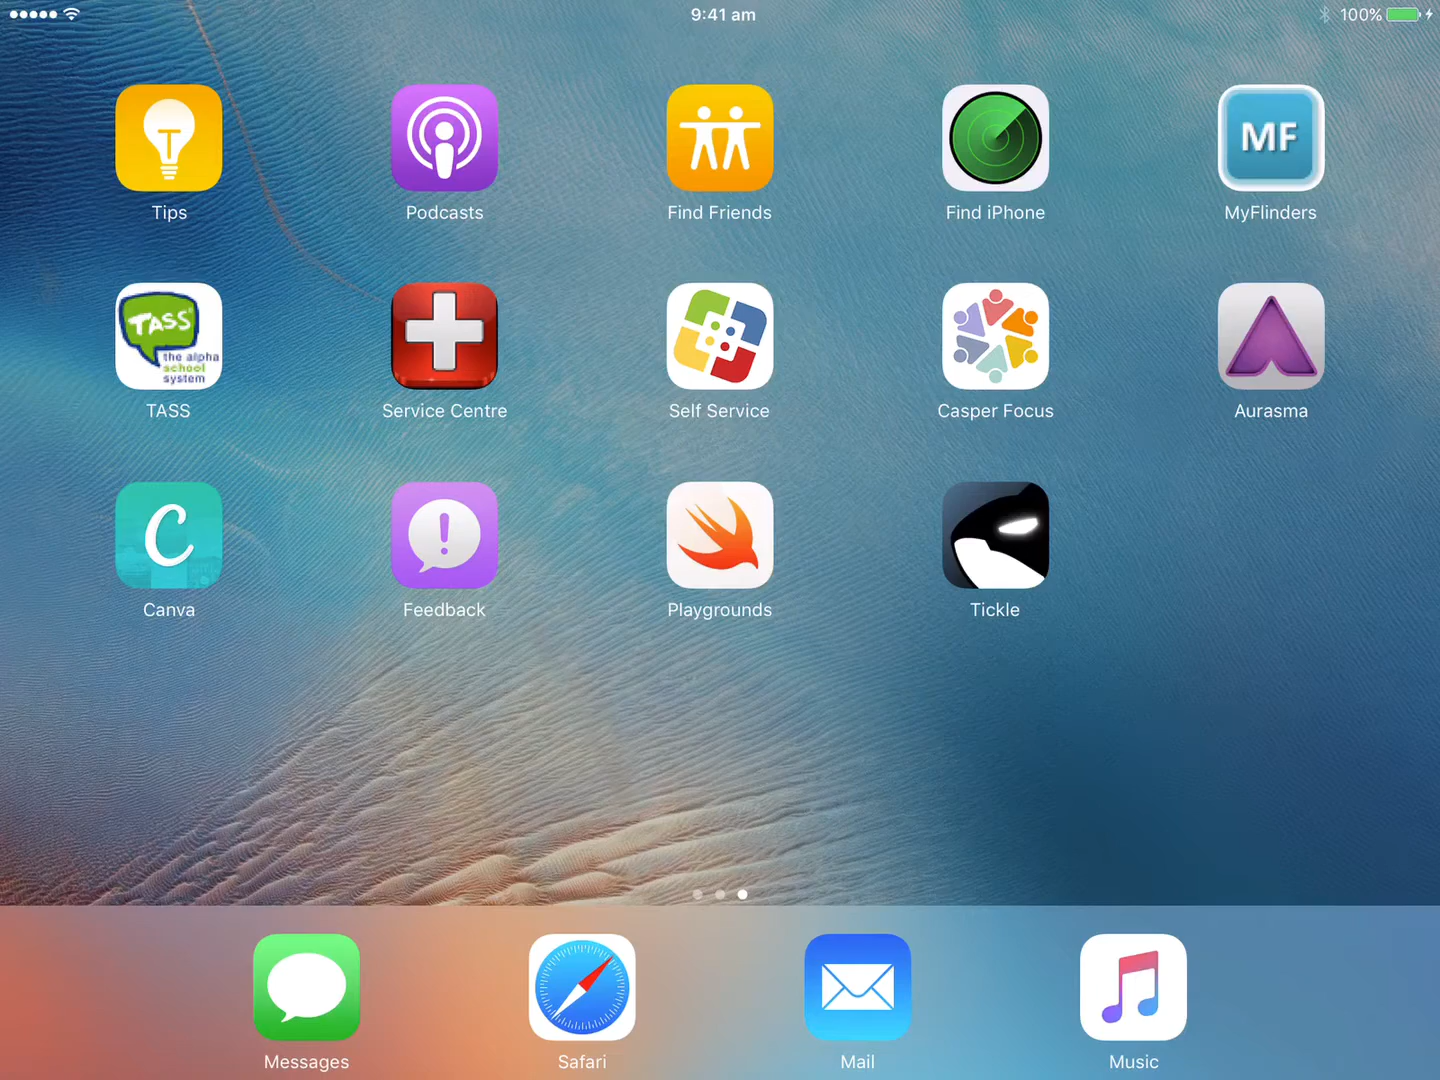 9:41 am
100%
Tips
Podcasts
Find Friends
Find iPhone
MF
MyFlinders
TASS
the alpha
school
system
TASS
Service Centre
Self Service
Casper Focus
Aurasma
C
Canva
Feedback
Playgrounds
Tickle
Messages
Safari
Mail
Music